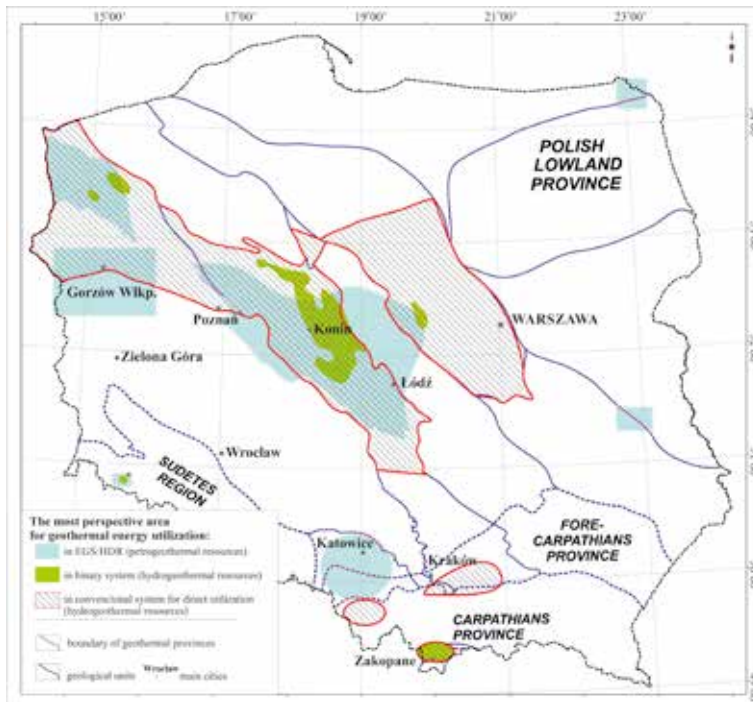 15°00" 17°00" 19°00" 21°00" 23°00"
POLISH
LOWLAND
PROVINCE
Gorzów Wlkp.
Poznań
Konin
WARSZAWA
Zielona Góra
Łódź
Wrocław
SUDETES
REGION
FORE-
CARPATHIANS
PROVINCE
Katowice
Kraków
CARPATHIANS
PROVINCE
Zakopane
The most perspective area
for geothermal energy utilization:
in EGS/HDR (petrogeothermal resources)
in binary system (hydrogeothermal resources)
in convencional system for direct utilization
(hydrogeothermal resources)
boundary of geothermal provinces
geological units Wrocław main cities